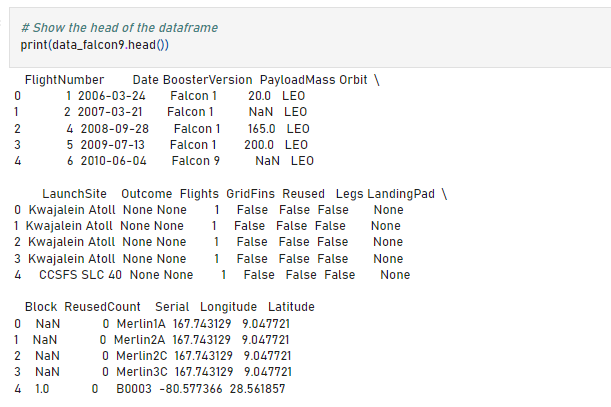 # Show the head of the dataframe
print(data_falcon9.head())
FlightNumber Date BoosterVersion PayloadMass Orbit \
0 1 2006-03-24 Falcon 1 20.0 LEO
1 2 2007-03-21 Falcon 1 NaN LEO
2 4 2008-09-28 Falcon 1 165.0 LEO
3 5 2009-07-13 Falcon 1 200.0 LEO
4 6 2010-06-04 Falcon 9 NaN LEO
LaunchSite Outcome Flights GridFins Reused Legs LandingPad \
0 Kwajalein Atoll None None 1 False False False None
1 Kwajalein Atoll None None 1 False False False None
2 Kwajalein Atoll None None 1 False False False None
3 Kwajalein Atoll None None 1 False False False None
4 CCSFS SLC 40 None None 1 False False False None
Block ReusedCount Serial Longitude Latitude
0 NaN 0 Merlin1A 167.743129 9.047721
1 NaN 0 Merlin2A 167.743129 9.047721
2 NaN 0 Merlin2C 167.743129 9.047721
3 NaN 0 Merlin3C 167.743129 9.047721
4 1.0 0 B0003 -80.577366 28.561857